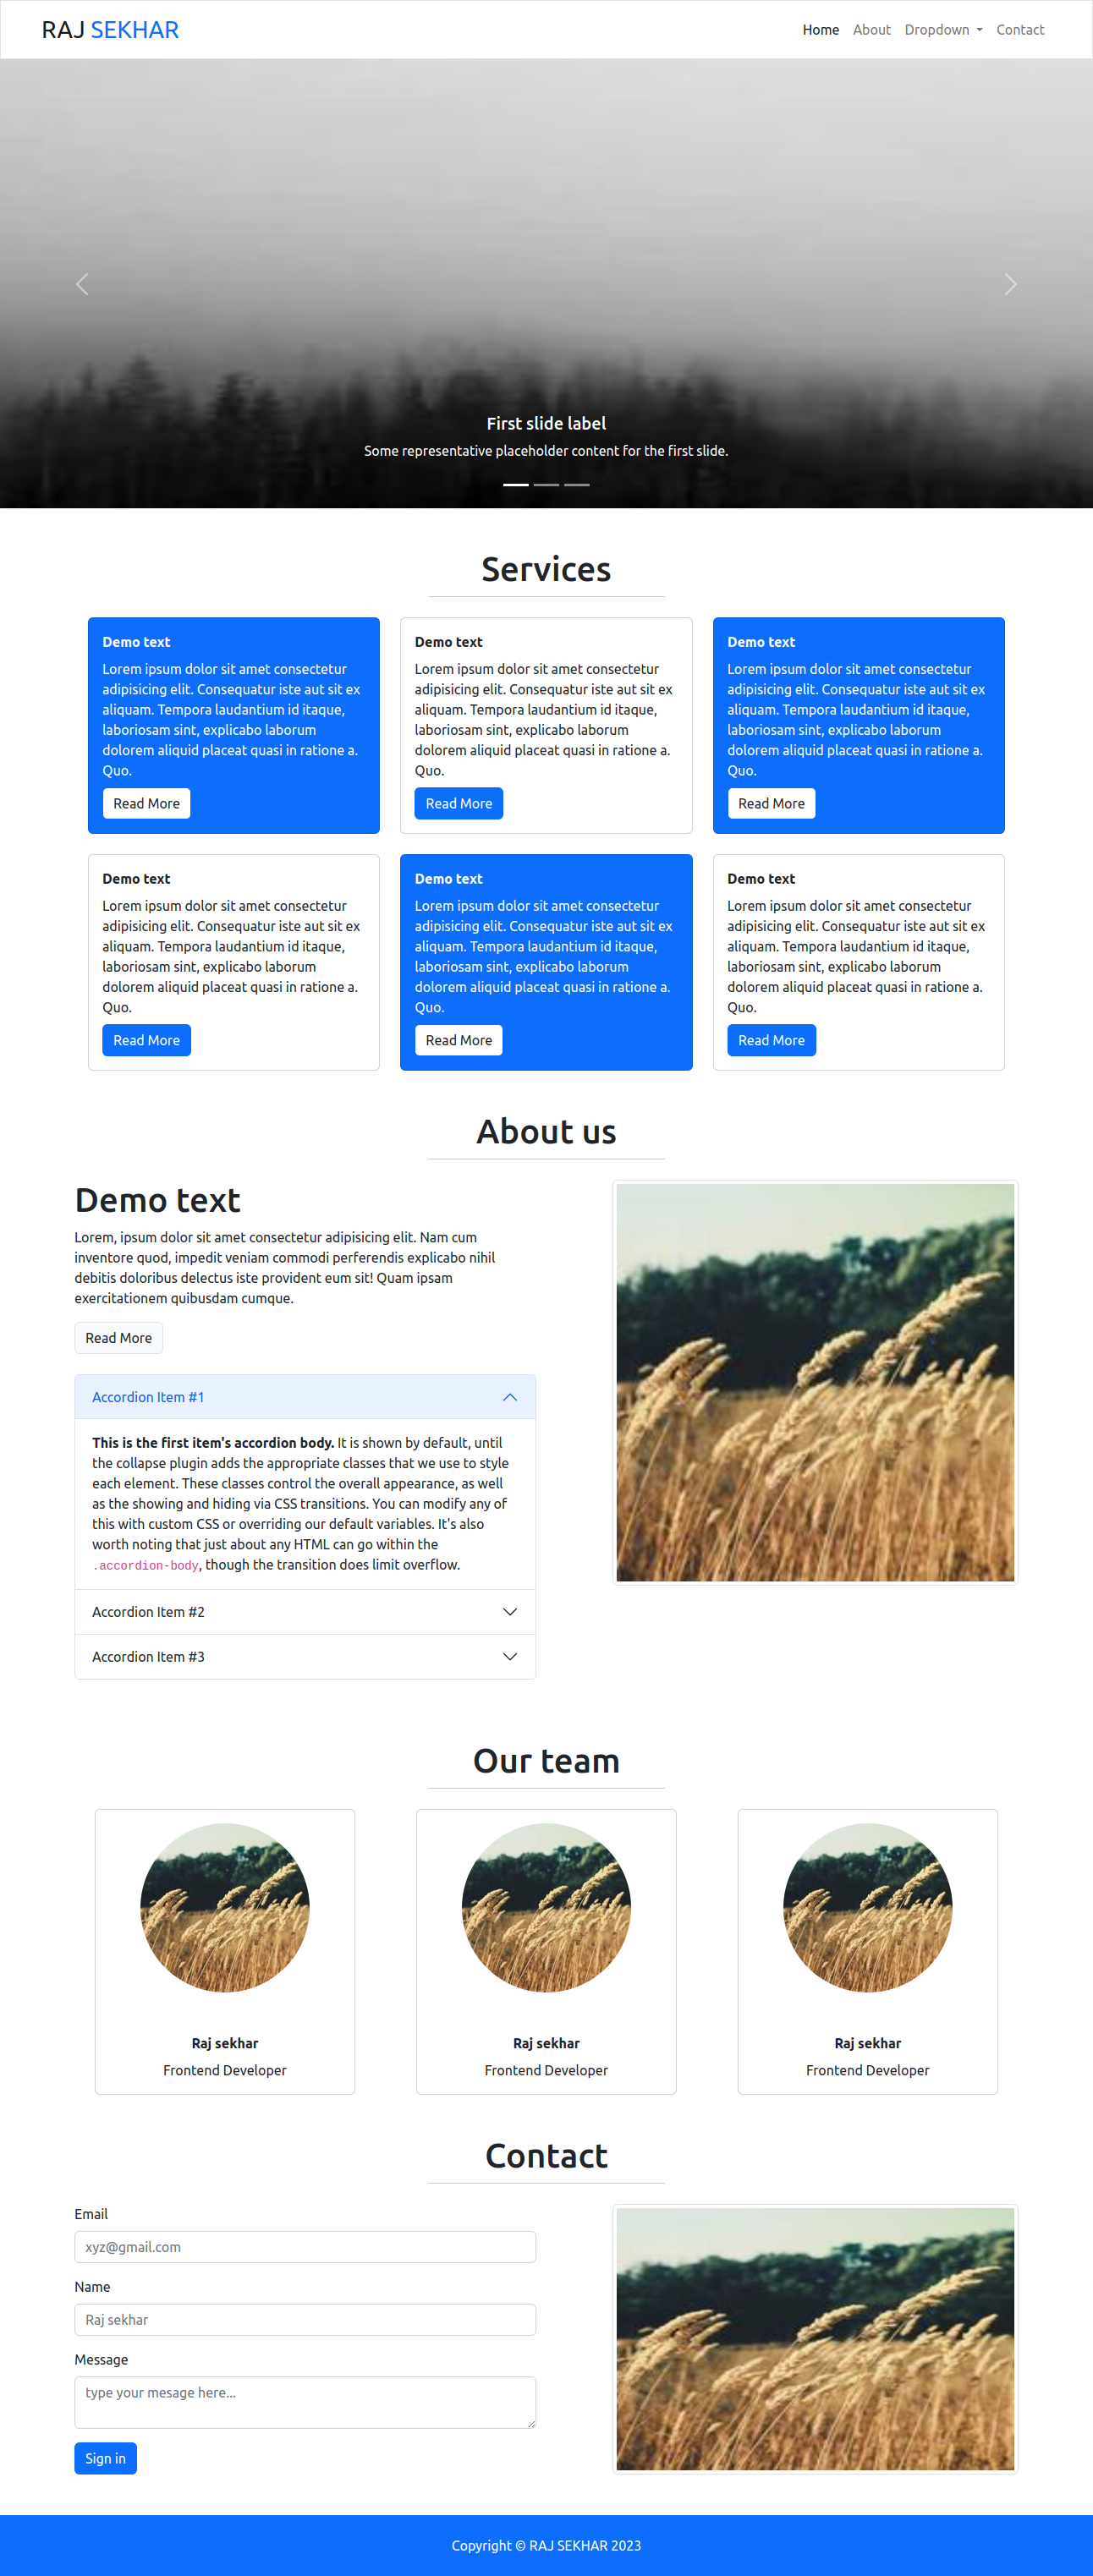 RAJ SEKHAR
Home About Dropdown Contact
First slide label
Some representative placeholder content for the first slide.
Services
Demo text
Lorem ipsum dolor sit amet consectetur
adipisicing elit. Consequatur iste aut sit ex
aliquam. Tempora laudantium id itaque,
laboriosam sint, explicabo laborum
dolorem aliquid placeat quasi in ratione a.
Quo.
Read More
Demo text
Lorem ipsum dolor sit amet consectetur
adipisicing elit. Consequatur iste aut sit ex
aliquam. Tempora laudantium id itaque,
laboriosam sint, explicabo laborum
dolorem aliquid placeat quasi in ratione a.
Quo.
Read More
Demo text
Lorem ipsum dolor sit amet consectetur
adipisicing elit. Consequatur iste aut sit ex
aliquam. Tempora laudantium id itaque,
laboriosam sint, explicabo laborum
dolorem aliquid placeat quasi in ratione a.
Quo.
Read More
Demo text
Lorem ipsum dolor sit amet consectetur
adipisicing elit. Consequatur iste aut sit ex
aliquam. Tempora laudantium id itaque,
laboriosam sint, explicabo laborum
dolorem aliquid placeat quasi in ratione a.
Quo.
Read More
Demo text
Lorem ipsum dolor sit amet consectetur
adipisicing elit. Consequatur iste aut sit ex
aliquam. Tempora laudantium id itaque,
laboriosam sint, explicabo laborum
dolorem aliquid placeat quasi in ratione a.
Quo.
Read More
Demo text
Lorem ipsum dolor sit amet consectetur
adipisicing elit. Consequatur iste aut sit ex
aliquam. Tempora laudantium id itaque,
laboriosam sint, explicabo laborum
dolorem aliquid placeat quasi in ratione a.
Quo.
Read More
About us
Demo text
Lorem, ipsum dolor sit amet consectetur adipisicing elit. Nam cum
inventore quod, impedit veniam commodi perferendis explicabo nihil
debitis doloribus delectus iste provident eum sit! Quam ipsam
exercitationem quibusdam cumque.
Read More
Accordion Item #1
This is the first item's accordion body. It is shown by default, until
the collapse plugin adds the appropriate classes that we use to style
each element. These classes control the overall appearance, as well
as the showing and hiding via CSS transitions. You can modify any of
this with custom CSS or overriding our default variables. It's also
worth noting that just about any HTML can go within the
.accordion-body, though the transition does limit overflow.
Accordion Item #2
Accordion Item #3
Our team
Raj sekhar
Frontend Developer
Raj sekhar
Frontend Developer
Raj sekhar
Frontend Developer
Contact
Email
xyz@gmail.com
Name
Raj sekhar
Message
type your mesage here...
Sign in
Copyright © RAJ SEKHAR 2023